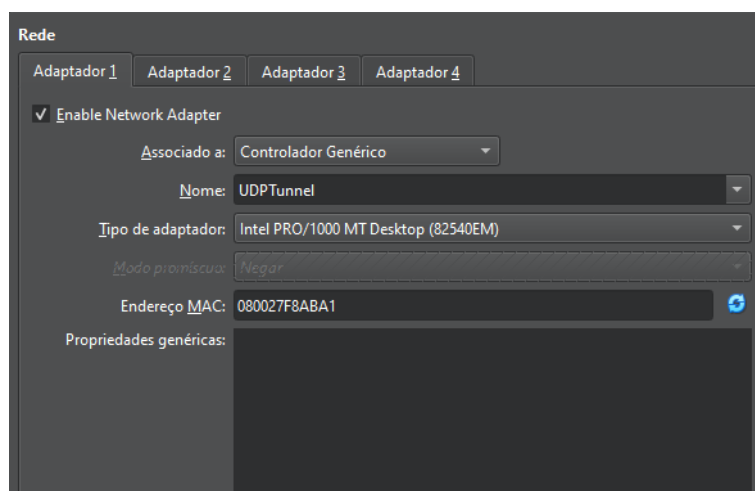 Rede
Adaptador 1 Adaptador 2 Adaptador 3 Adaptador 4
Enable Network Adapter
Associado a: Controlador Genérico
Nome: UDPTunnel
Tipo de adaptador: Intel PRO/1000 MT Desktop (82540EM)
Modo promíscuo: Negar
Endereço MAC: 080027F8ABA1
Propriedades genéricas: